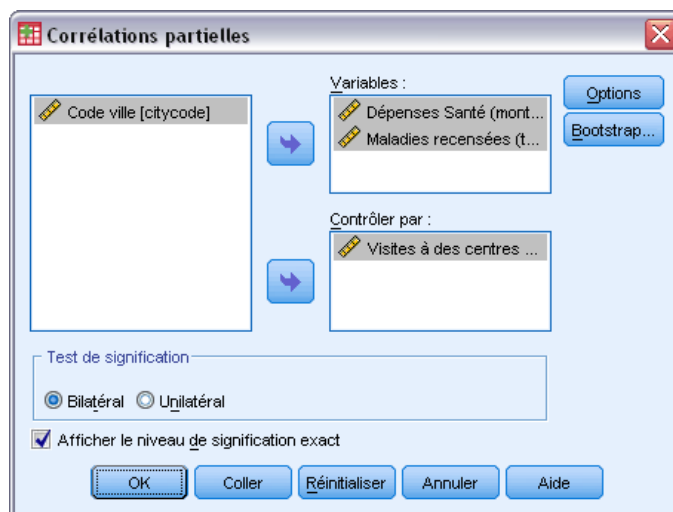 Corrélations partielles
Code ville [citycode]
Variables :
Dépenses Santé (mont...
Maladies recensées (t...
Contrôler par :
Visites à des centres ...
Options
Bootstrap...
Test de signification
Bilatéral
Unilatéral
Afficher le niveau de signification exact
OK
Coller
Réinitialiser
Annuler
Aide